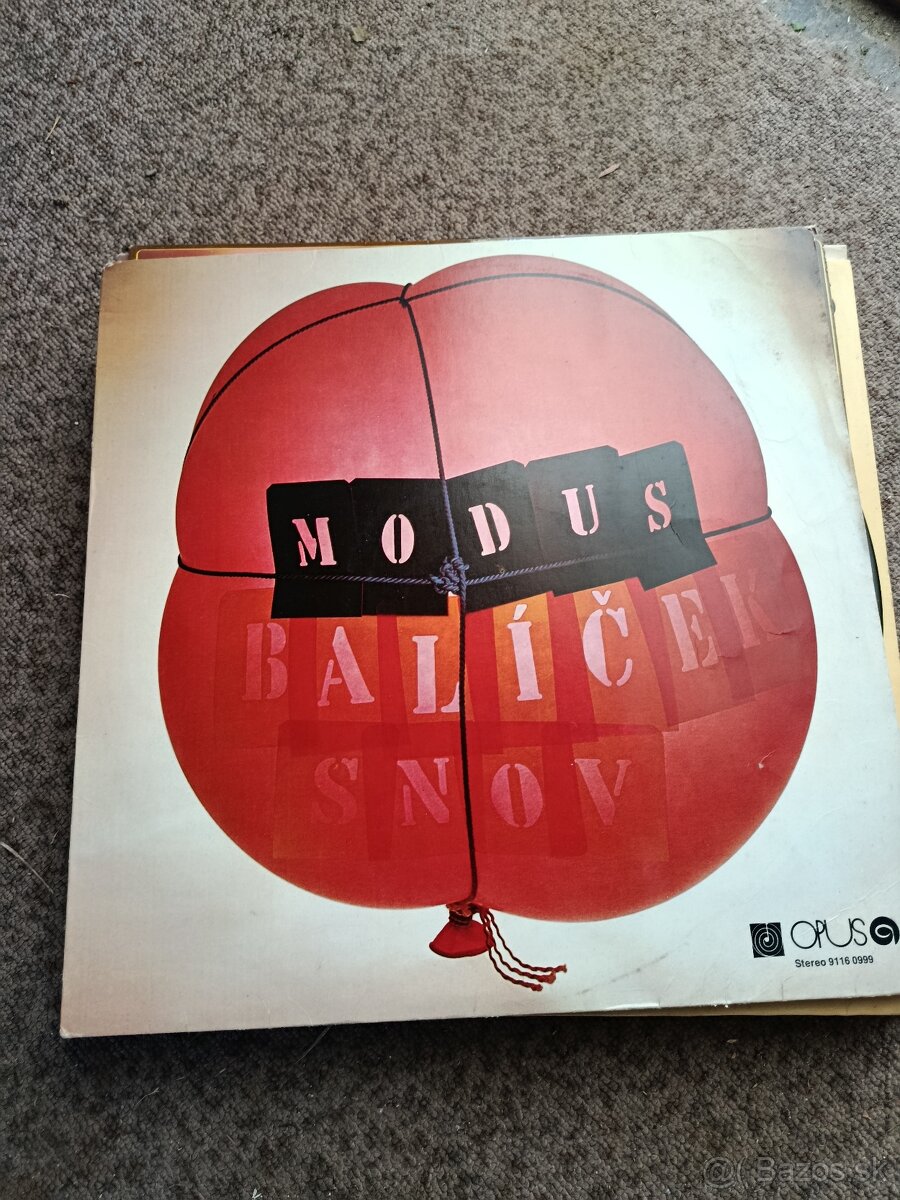 MODUS
BALÍČEK
SNOV
OPUS
Stereo 9116 0999
Bazos.sk